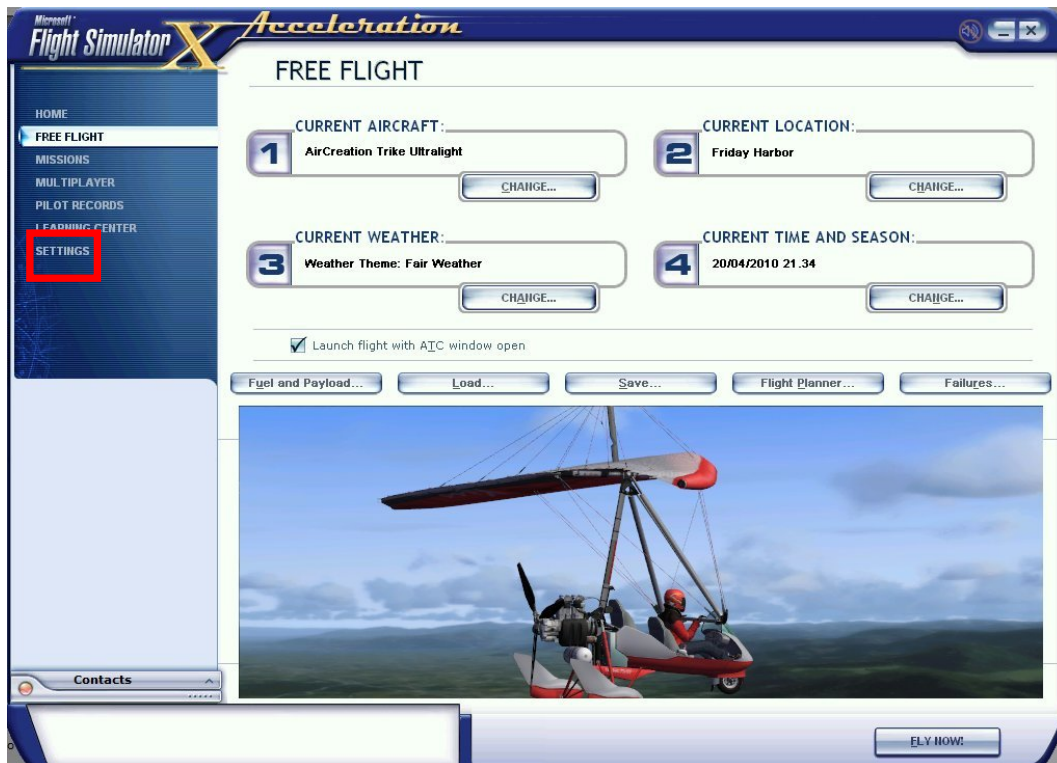 Microsoft
Flight Simulator X Acceleration
FREE FLIGHT
HOME
FREE FLIGHT
MISSIONS
MULTIPLAYER
PILOT RECORDS
LEARNING CENTER
SETTINGS
CURRENT AIRCRAFT:
1
AirCreation Trike Ultralight
CHANGE...
CURRENT LOCATION:
2
Friday Harbor
CHANGE...
CURRENT WEATHER:
3
Weather Theme: Fair Weather
CHANGE...
CURRENT TIME AND SEASON:
4
20/04/2010 21.34
CHANGE...
Launch flight with ATC window open
Fuel and Payload... Load... Save... Flight Planner... Failures...
Contacts
FLY NOW!